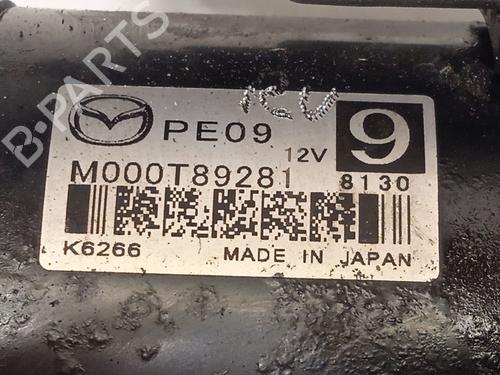 PE09
12V
9
M000T89281
8130
K6266
MADE IN JAPAN
B-PARTS